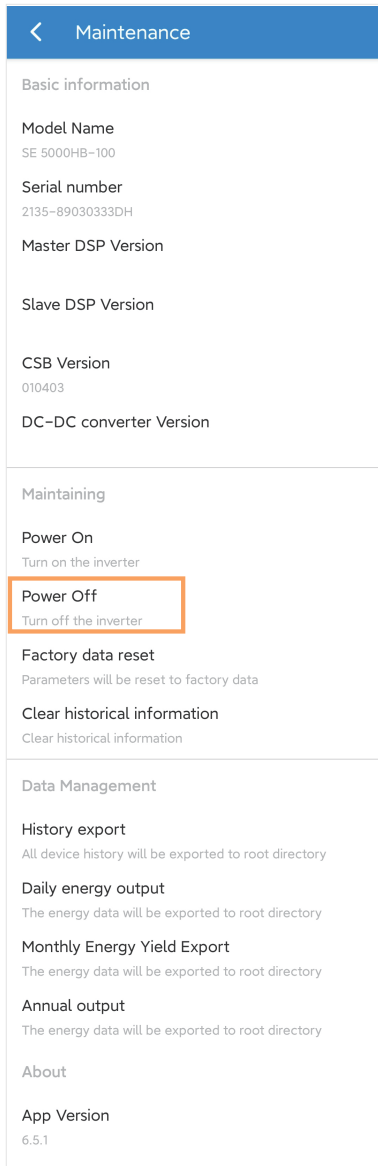 Maintenance
Basic information
Model Name
SE 5000HB-100
Serial number
2135-89030333DH
Master DSP Version
Slave DSP Version
CSB Version
010403
DC-DC converter Version
Maintaining
Power On
Turn on the inverter
Power Off
Turn off the inverter
Factory data reset
Parameters will be reset to factory data
Clear historical information
Clear historical information
Data Management
History export
All device history will be exported to root directory
Daily energy output
The energy data will be exported to root directory
Monthly Energy Yield Export
The energy data will be exported to root directory
Annual output
The energy data will be exported to root directory
About
App Version
6.5.1